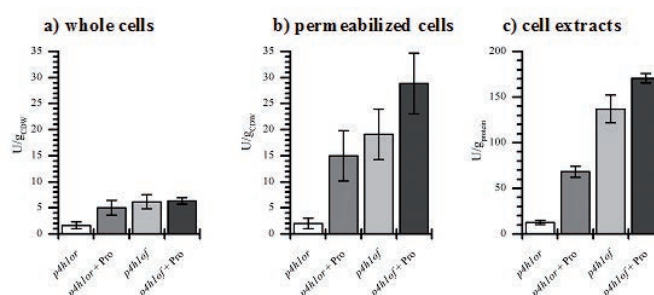 a) whole cells
b) permeabilized cells
c) cell extracts
35
30
25
20
15
10
5
0
U/gCDW
p4h1or
p4h1or + Pro
p4h1of
p4h1of + Pro
35
30
25
20
15
10
5
0
U/gCDW
p4h1or
p4h1or + Pro
p4h1of
p4h1of + Pro
200
150
100
50
0
U/gprotein
p4h1or
p4h1or + Pro
p4h1of
p4h1of + Pro